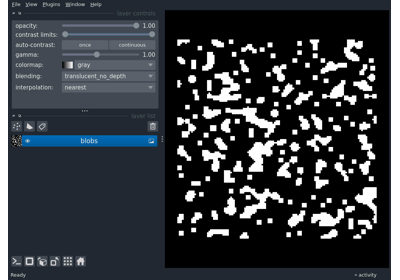 File View Plugins Window Help
layer controls
opacity: 1.00
contrast limits:
auto-contrast: once continuous
gamma: 1.00
colormap: gray
blending: translucent_no_depth
interpolation: nearest
layer list
blobs
Ready activity